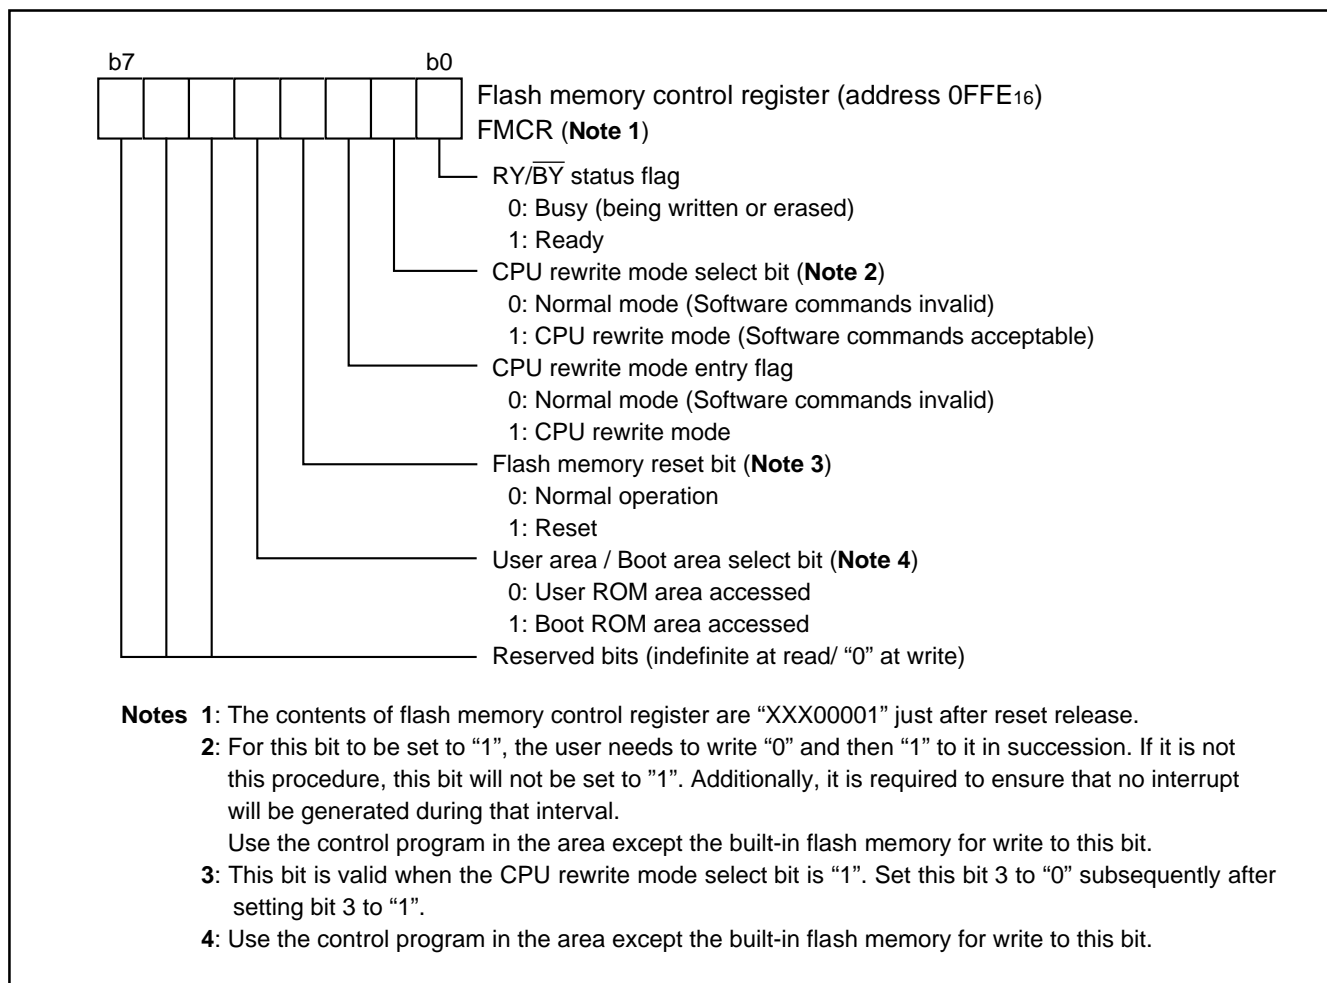 b7 b0
Flash memory control register (address 0FFE16)
FMCR (Note 1)
RY/B̅Y̅ status flag
0: Busy (being written or erased)
1: Ready
CPU rewrite mode select bit (Note 2)
0: Normal mode (Software commands invalid)
1: CPU rewrite mode (Software commands acceptable)
CPU rewrite mode entry flag
0: Normal mode (Software commands invalid)
1: CPU rewrite mode
Flash memory reset bit (Note 3)
0: Normal operation
1: Reset
User area / Boot area select bit (Note 4)
0: User ROM area accessed
1: Boot ROM area accessed
Reserved bits (indefinite at read/ “0” at write)
Notes 1: The contents of flash memory control register are “XXX00001” just after reset release.
2: For this bit to be set to “1”, the user needs to write “0” and then “1” to it in succession. If it is not
this procedure, this bit will not be set to ”1”. Additionally, it is required to ensure that no interrupt
will be generated during that interval.
Use the control program in the area except the built-in flash memory for write to this bit.
3: This bit is valid when the CPU rewrite mode select bit is “1”. Set this bit 3 to “0” subsequently after
setting bit 3 to “1”.
4: Use the control program in the area except the built-in flash memory for write to this bit.